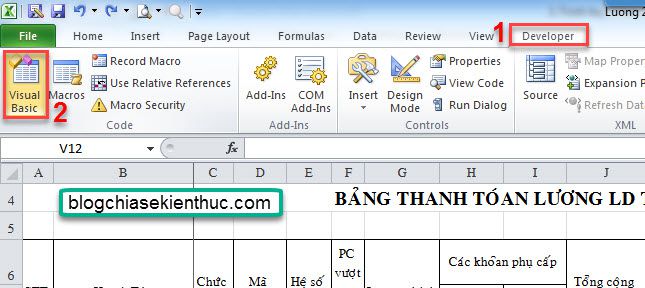 Luong 2
1
File Home Insert Page Layout Formulas Data Review View Developer
Visual Basic
2
Macros
Record Macro
Use Relative References
Macro Security
Code
Add-Ins
COM Add-Ins
Add-Ins
Insert
Design Mode
Properties
View Code
Run Dialog
Controls
Source
Map Proper
Expansion P
Refresh Data
XML
V12
fx
A B C D E F G H I J
4
blogchiasekienthuc.com
BẢNG THANH TÓAN LƯƠNG LD T
5
6
Chức
Mã
Hệ số
PC
vượt
Các khỏan phụ cấp
Tổng cộng